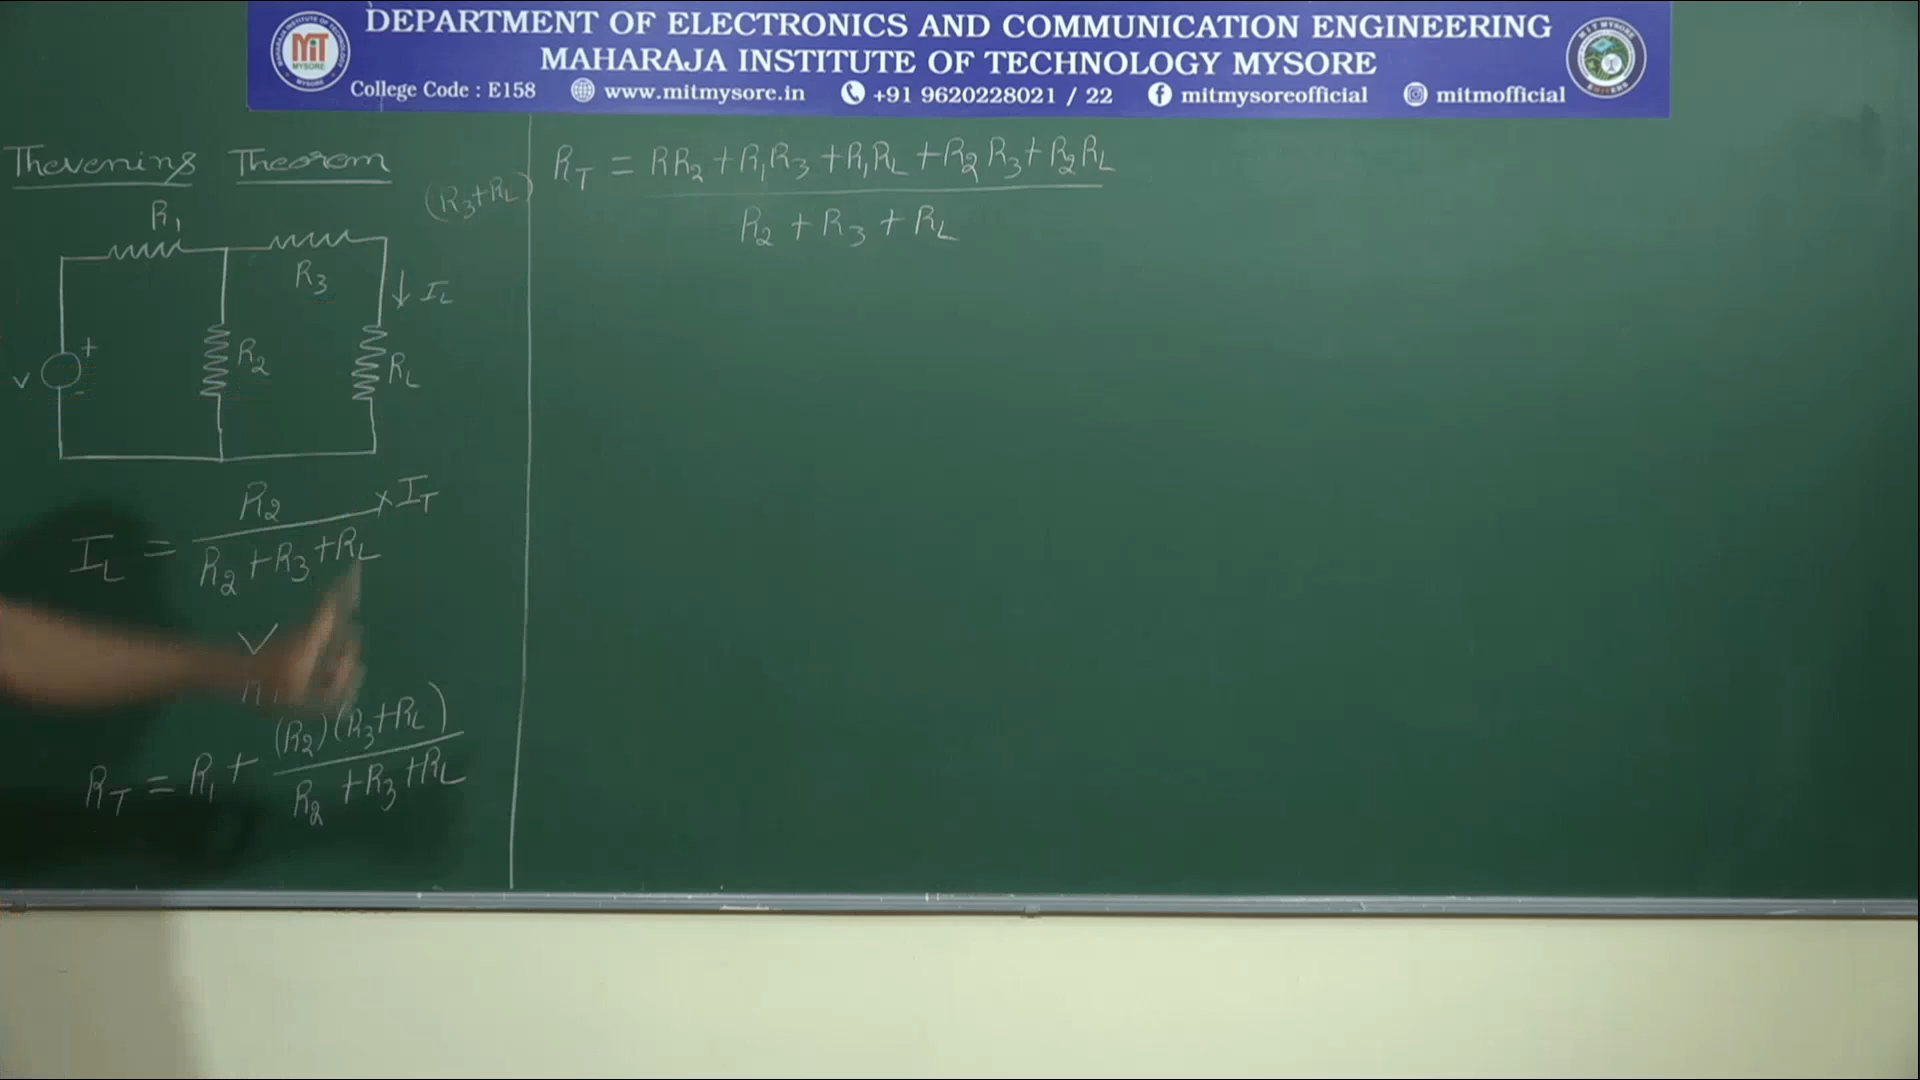 DEPARTMENT OF ELECTRONICS AND COMMUNICATION ENGINEERING
MAHARAJA INSTITUTE OF TECHNOLOGY MYSORE
College Code : E158 www.mitmysore.in +91 9620228021 / 22 mitmysoreofficial mitmofficial
MiT
MYSORE
Thevenins Theorem
(R3+RL)
R1
R3
↓ IL
+
V
-
R2
RL
IL = R2 / (R2+R3+RL) × IT
V
RT = R1 + (R2)(R3+RL) / (R2+R3+RL)
RT = RR2+R1R3+R1RL+R2R3+R2RL / (R2+R3+RL)